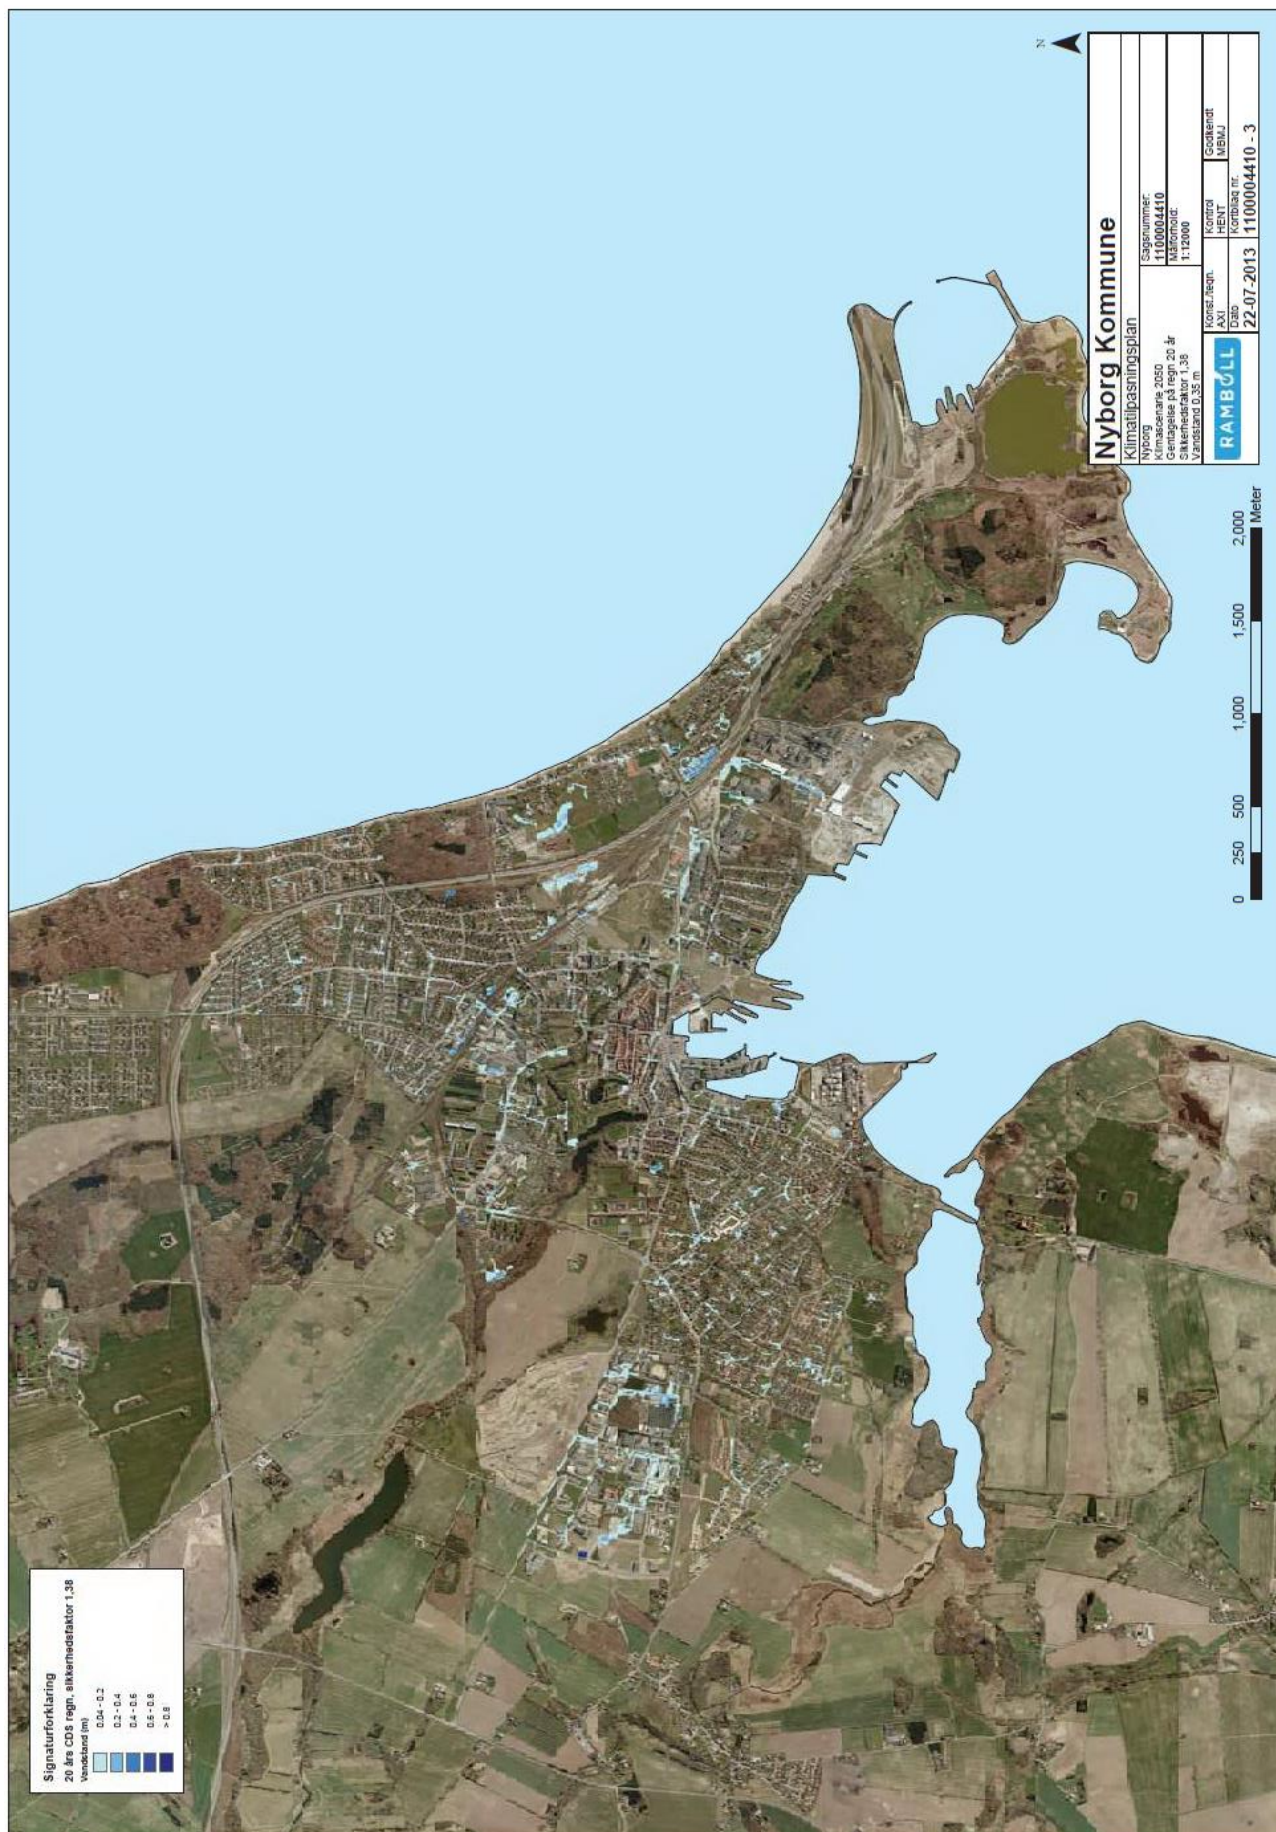 Signaturforklaring
20 års CDS regn, sikkerhedsfaktor 1,38
Vandstand (m)
0.04 - 0.2
0.2 - 0.4
0.4 - 0.6
0.6 - 0.8
> 0.8
N
Nyborg Kommune
Klimatilpasningsplan
Nyborg
Klimascenarie 2050
Gentagelse på regn 20 år
Sikkerhedsfaktor 1,38
Vandstand 0,35 m
Sagsnummer:
1100004410
Målforhold:
1:12000
RAMBØLL
Konst./tegn.
AXI
Kontrol
HENT
Godkendt
MBMJ
Dato
22-07-2013
Kortbilag nr.
1100004410 - 3
0 250 500 1,000 1,500 2,000
Meter